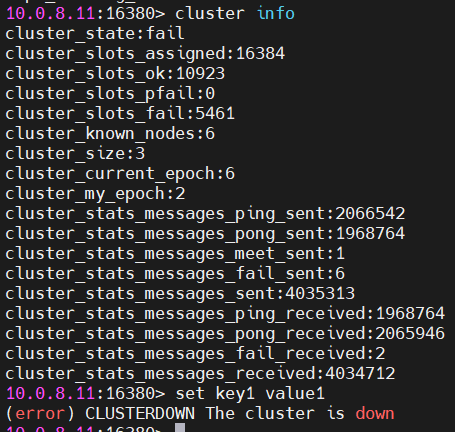 10.0.8.11:16380> cluster info
cluster_state:fail
cluster_slots_assigned:16384
cluster_slots_ok:10923
cluster_slots_pfail:0
cluster_slots_fail:5461
cluster_known_nodes:6
cluster_size:3
cluster_current_epoch:6
cluster_my_epoch:2
cluster_stats_messages_ping_sent:2066542
cluster_stats_messages_pong_sent:1968764
cluster_stats_messages_meet_sent:1
cluster_stats_messages_fail_sent:6
cluster_stats_messages_sent:4035313
cluster_stats_messages_ping_received:1968764
cluster_stats_messages_pong_received:2065946
cluster_stats_messages_fail_received:2
cluster_stats_messages_received:4034712
10.0.8.11:16380> set key1 value1
(error) CLUSTERDOWN The cluster is down
10.0.8.11:16380>